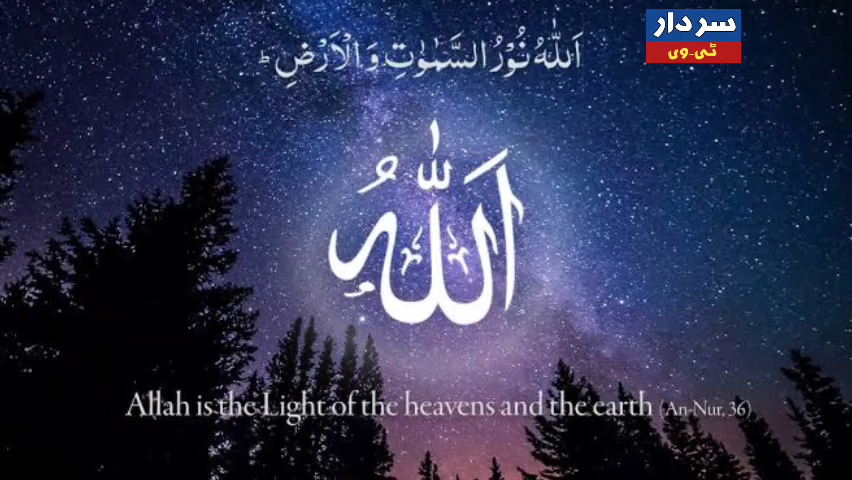 سردار
ٹی۔وی
اَللّٰهُ نُوْرُ السَّمٰوٰتِ وَالْاَرْضِ ؕ
اَللّٰهُ
Allah is the Light of the heavens and the earth (An-Nur, 36)